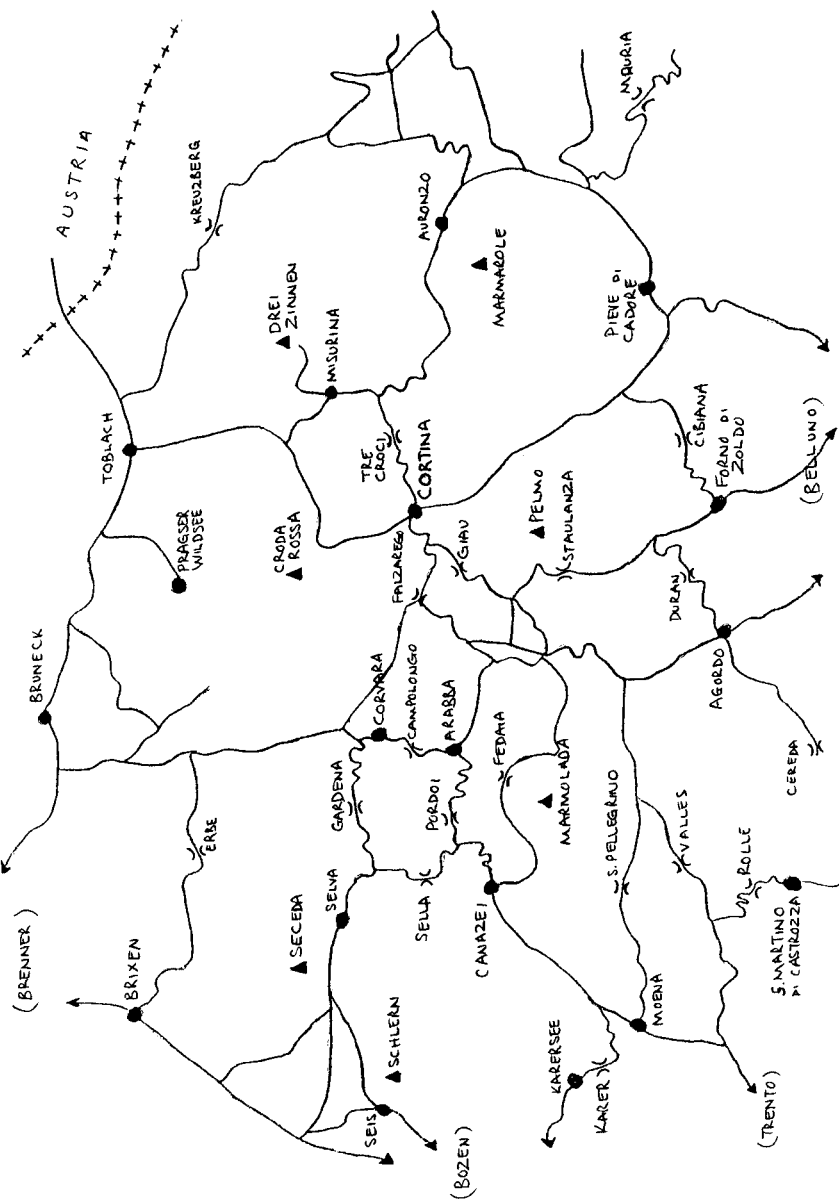 AUSTRIA
KREUZBERG
MAURIA
AURONZO
MARMAROLE
DREI
ZINNEN
MISURINA
PIEVE DI
CADORE
TOBLACH
TRE
CROCI
CORTINA
CIBIANA
FORNO DI
ZOLDO
(BELLUNO)
PRAGSER
WILDSEE
CRODA
ROSSA
FALZAREGO
GIAU
PELMO
STAULANZA
DURAN
BRUNECK
CORVARA
CAMPOLONGO
ARABBA
AGORDO
CEREDA
FEDAIA
MARMOLADA
GARDENA
PORDOI
ERBE
S. PELLEGRINO
VALLES
ROLLE
S. MARTINO
DI CASTROZZA
(BRENNER)
BRIXEN
SECEDA
SELVA
SELLA
CANAZEI
MOENA
SCHLERN
SEIS
KARERSEE
KARER
(TRENTO)
(BOZEN)